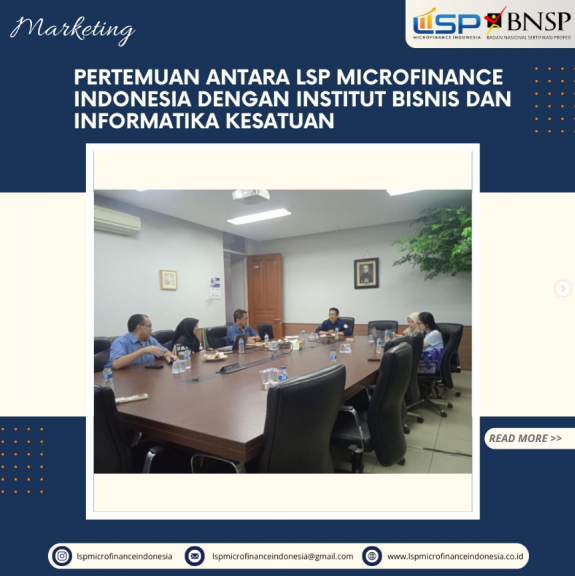 Marketing
LSP BNSP
MICROFINANCE INDONESIA BADAN NASIONAL SERTIFIKASI PROFESI
PERTEMUAN ANTARA LSP MICROFINANCE
INDONESIA DENGAN INSTITUT BISNIS DAN
INFORMATIKA KESATUAN
READ MORE >>
lspmicrofinanceindonesia lspmicrofinanceindonesia@gmail.com www.lspmicrofinanceindonesia.co.id